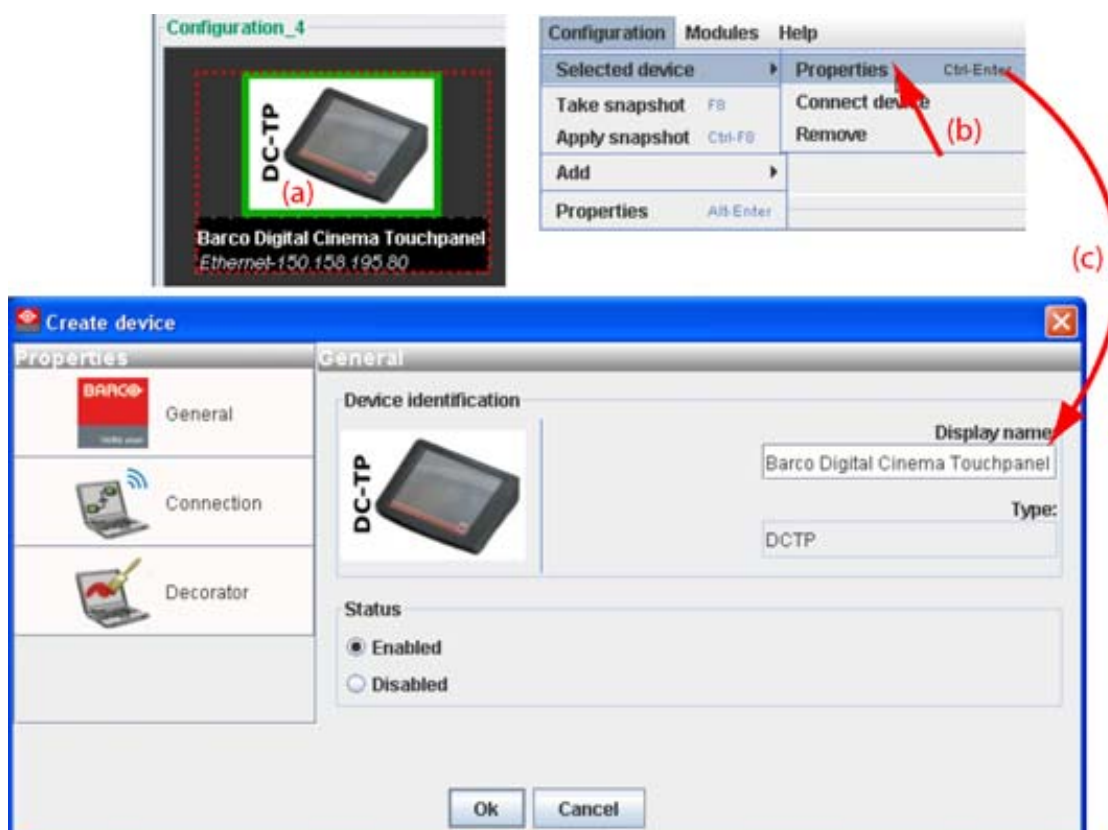 Configuration_4
DC-TP
(a)
Barco Digital Cinema Touchpanel
Ethernet-150.158.195.80
Configuration Modules Help
Selected device
Take snapshot F8
Apply snapshot Ctrl-F8
Add
Properties Alt-Enter
Properties Ctrl-Enter
Connect device
Remove
(b)
(c)
Create device
Properties
BARCO
General
Connection
Decorator
General
Device identification
DC-TP
Display name:
Barco Digital Cinema Touchpanel
Type:
DCTP
Status
Enabled
Disabled
Ok Cancel